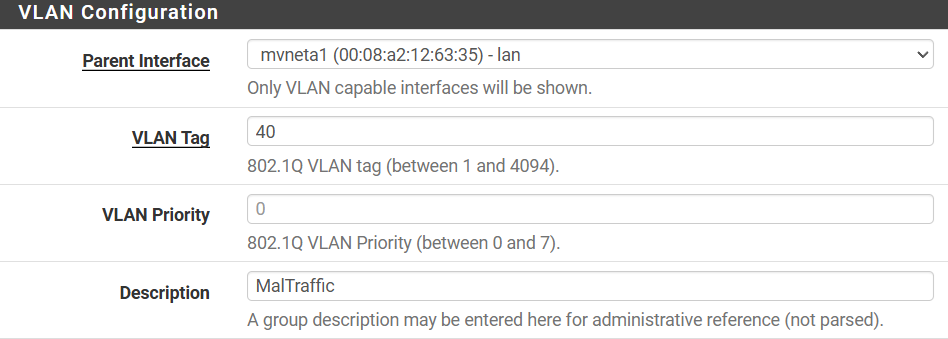 VLAN Configuration
Parent Interface
mvneta1 (00:08:a2:12:63:35) - lan
Only VLAN capable interfaces will be shown.
VLAN Tag
40
802.1Q VLAN tag (between 1 and 4094).
VLAN Priority
0
802.1Q VLAN Priority (between 0 and 7).
Description
MalTraffic
A group description may be entered here for administrative reference (not parsed).